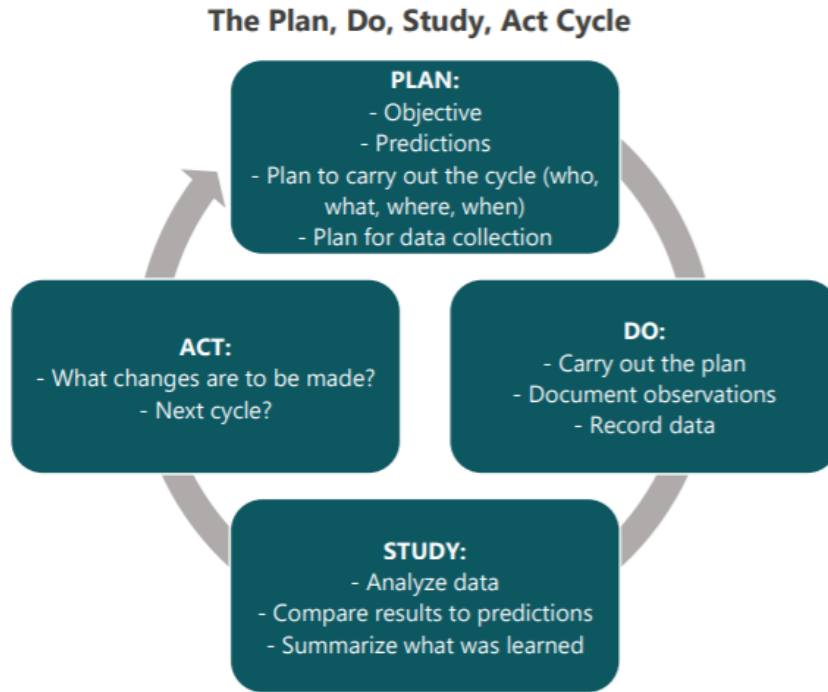 The Plan, Do, Study, Act Cycle
PLAN:
- Objective
- Predictions
- Plan to carry out the cycle (who,
what, where, when)
- Plan for data collection
DO:
- Carry out the plan
- Document observations
- Record data
STUDY:
- Analyze data
- Compare results to predictions
- Summarize what was learned
ACT:
- What changes are to be made?
- Next cycle?